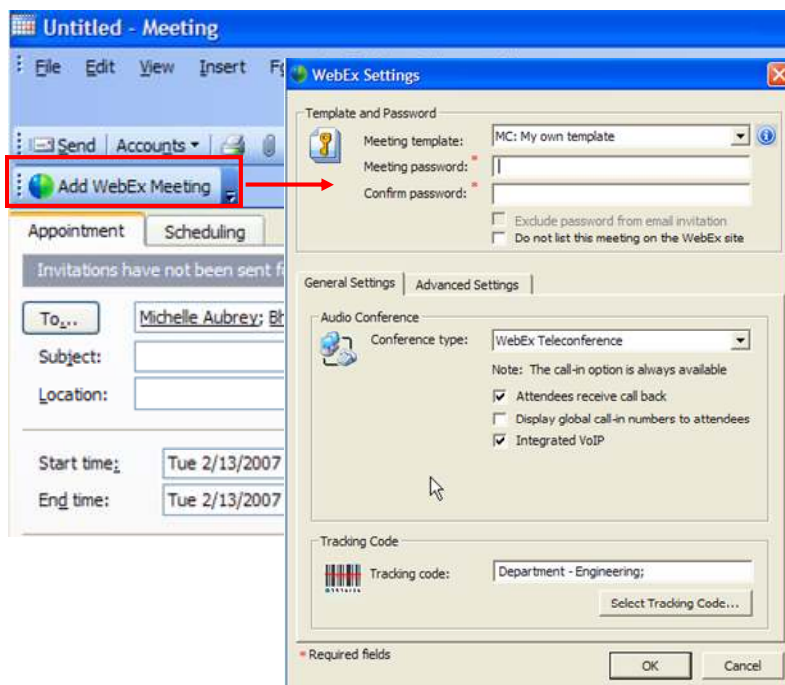 Untitled - Meeting
File Edit View Insert
Send Accounts
Add WebEx Meeting
Appointment Scheduling
Invitations have not been sent
To... Michelle Aubrey;
Subject:
Location:
Start time: Tue 2/13/2007
End time: Tue 2/13/2007
WebEx Settings
Template and Password
Meeting template: MC: My own template
Meeting password: *
Confirm password: *
Exclude password from email invitation
Do not list this meeting on the WebEx site
General Settings Advanced Settings
Audio Conference
Conference type: WebEx Teleconference
Note: The call-in option is always available
Attendees receive call back
Display global call-in numbers to attendees
Integrated VoIP
Tracking Code
Tracking code: Department - Engineering;
Select Tracking Code...
* Required fields
OK Cancel